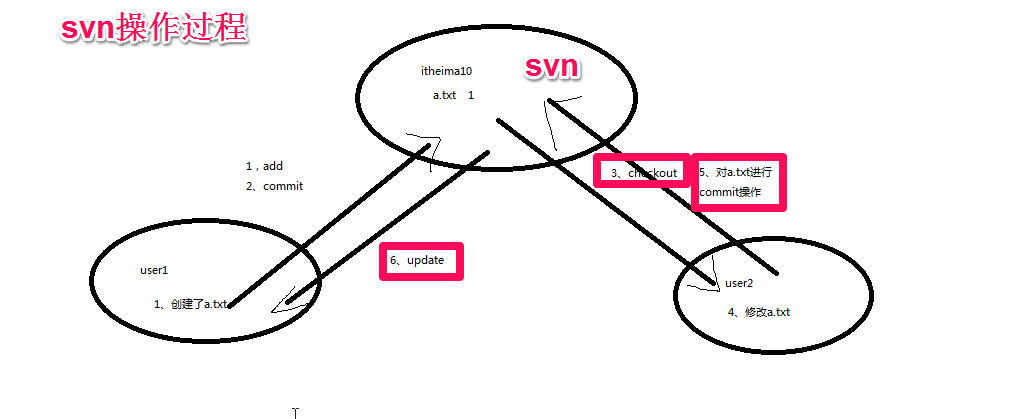 svn操作过程
itheima10
svn
a.txt 1
1，add
2、commit
3、checkout
5、对a.txt进行
commit操作
6、update
user1
1、创建了a.txt
user2
4、修改a.txt